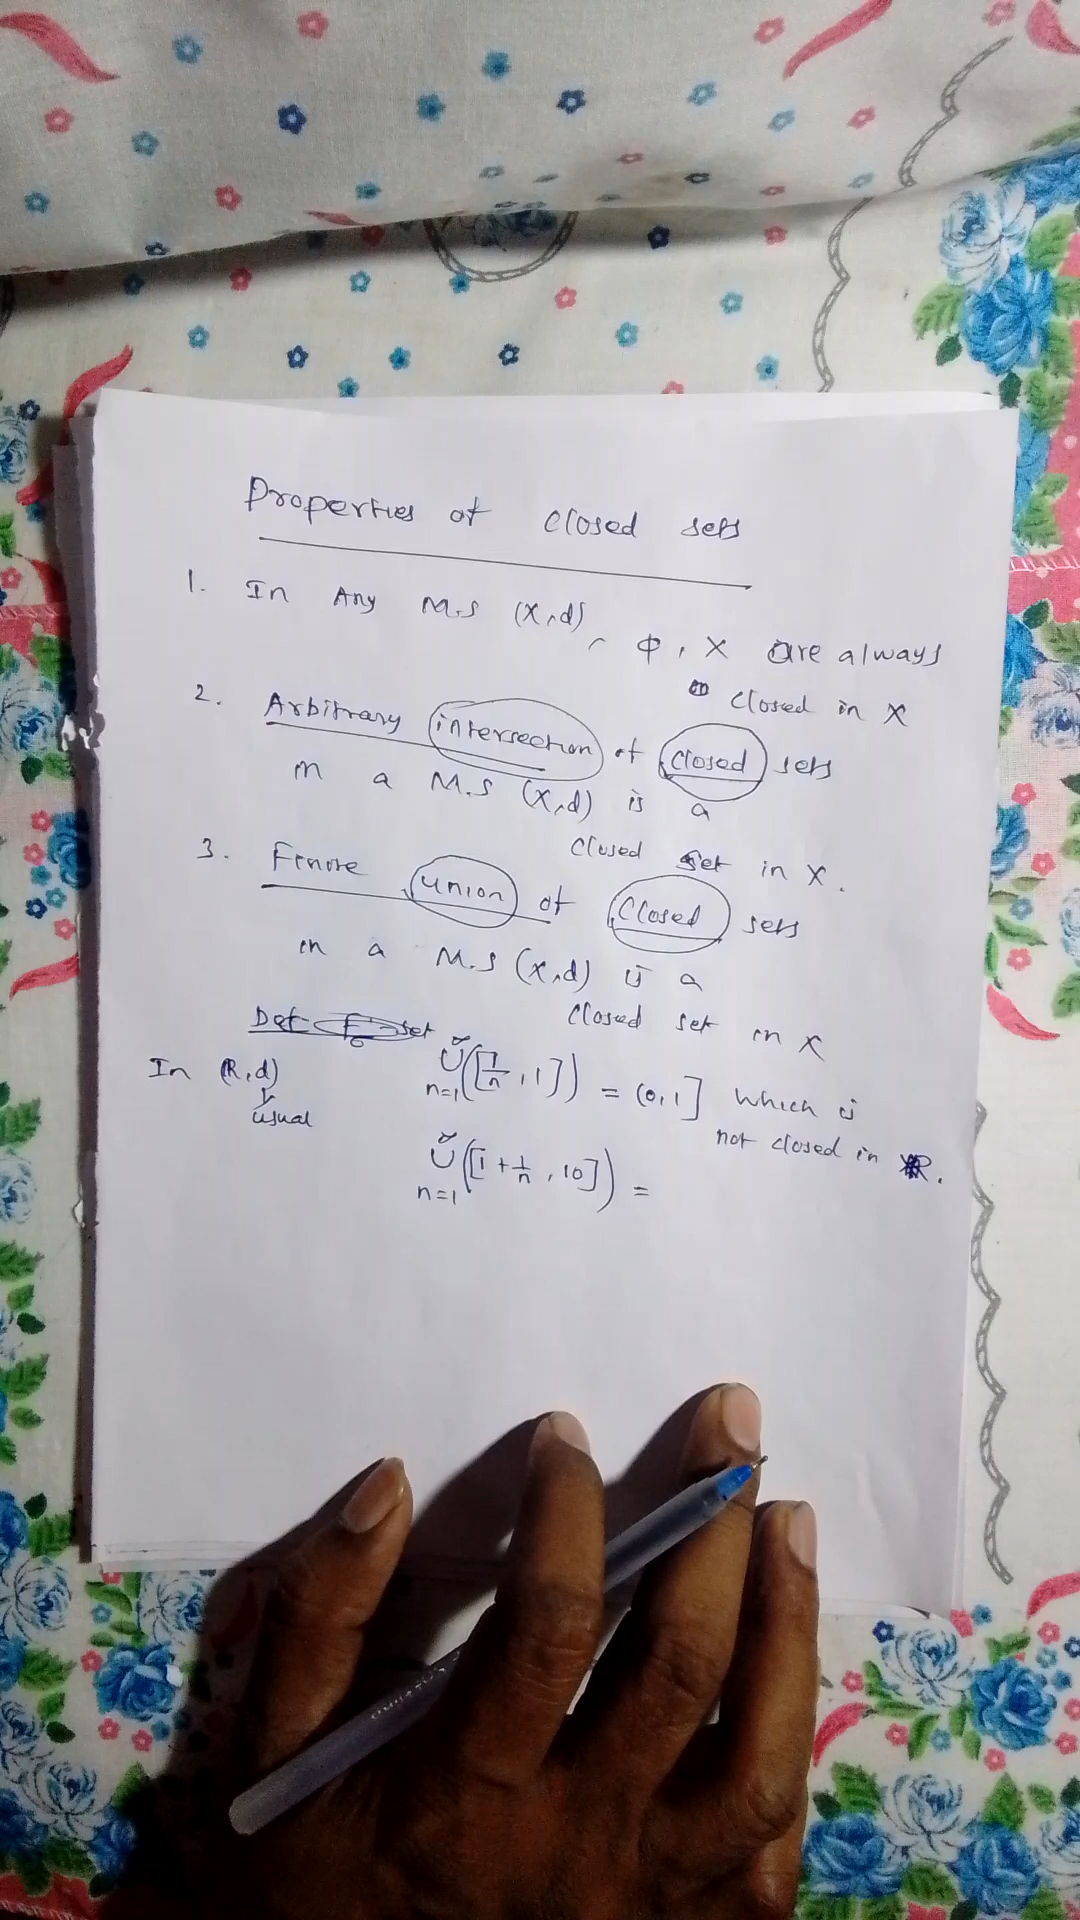 Properties of closed sets
1. In Any M.S (X,d), φ, X are always
closed in X
2. Arbitrary intersection of closed sets
in a M.S (X,d) is a
closed set in X.
3. Finite union of closed sets
in a M.S (X,d) is a
closed set in X
Def F set
In (R,d) ∞∪n=1 ([1/n, 1]) = (0,1] which is
usual
not closed in R.
∞∪n=1 ([1+1/n, 10]) =